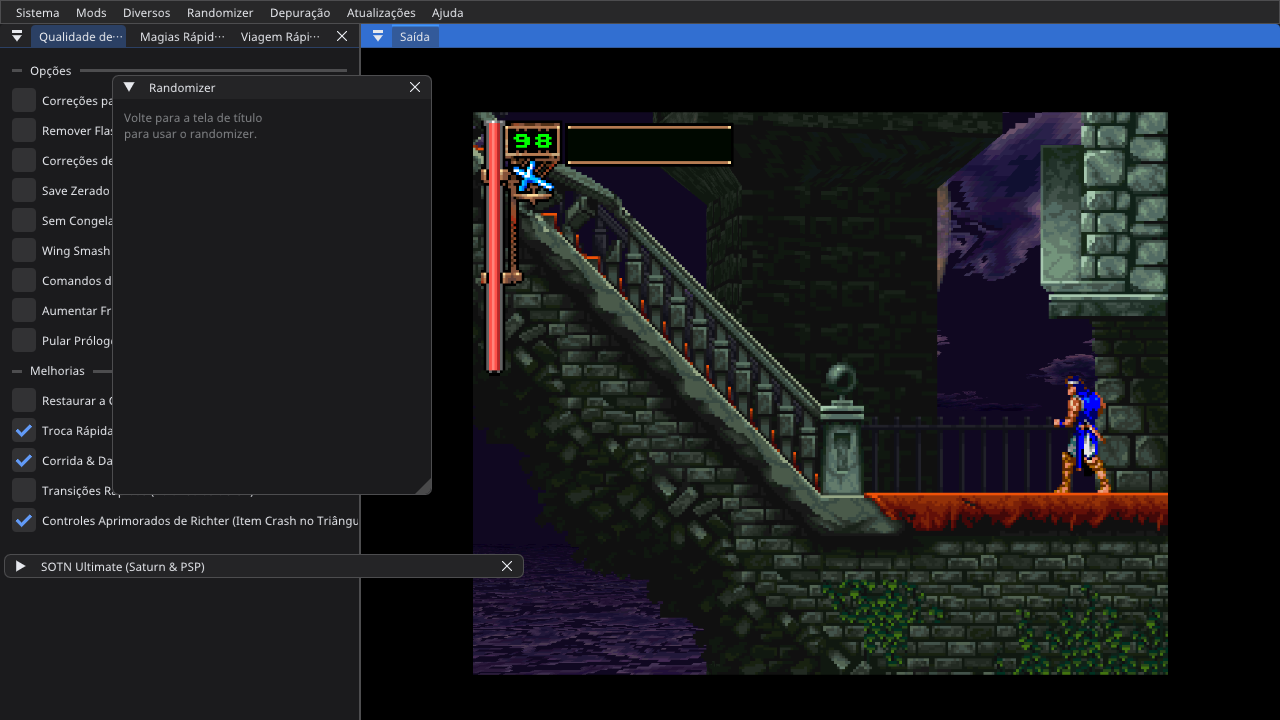 Sistema Mods Diversos Randomizer Depuração Atualizações Ajuda
Qualidade de··· Magias Rápid··· Viagem Rápi··· Saída
Opções
Randomizer
Correções pa
Volte para a tela de título
para usar o randomizer.
Remover Flas
Correções de
Save Zerado
Sem Congela
Wing Smash
Comandos d
Aumentar Fr
Pular Prólogo
Melhorias
Restaurar a
Troca Rápida
Corrida & Da
Transições
Controles Aprimorados de Richter (Item Crash no Triângu
SOTN Ultimate (Saturn & PSP)
98